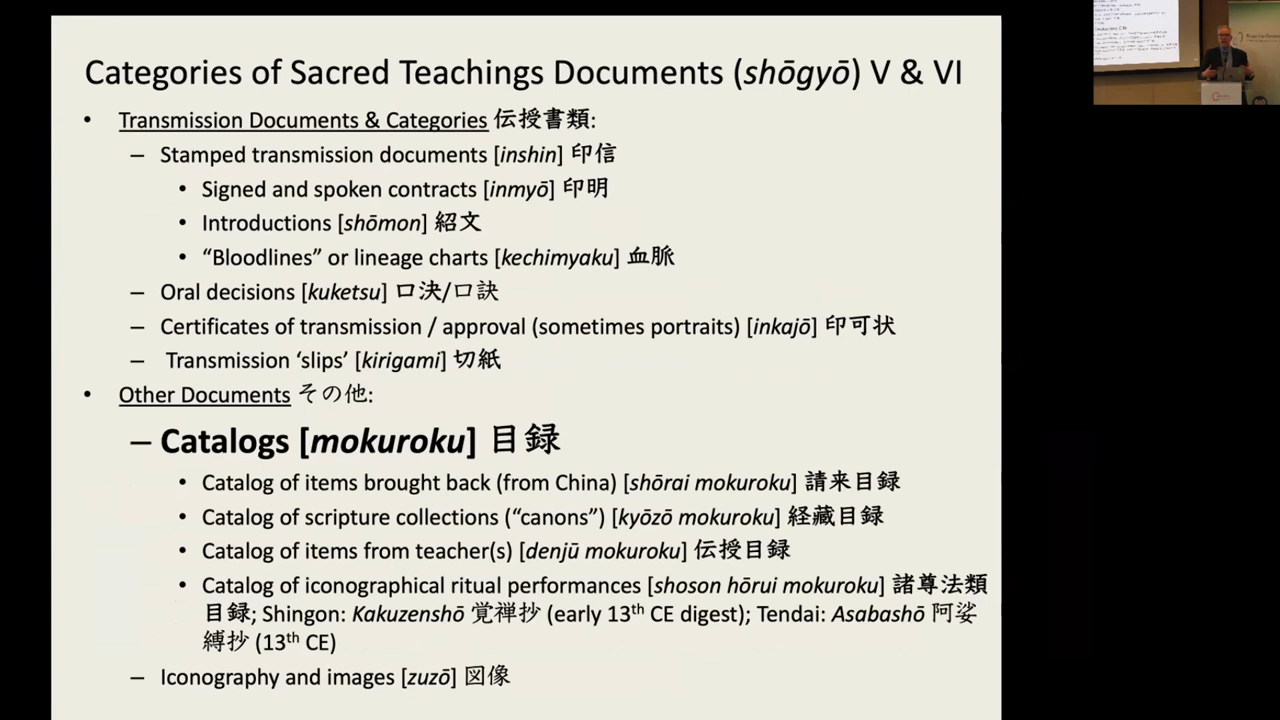 Categories of Sacred Teachings Documents (shōgyō) V & VI
• Transmission Documents & Categories 伝授書類:
– Stamped transmission documents [inshin] 印信
• Signed and spoken contracts [inmyō] 印明
• Introductions [shōmon] 紹文
• “Bloodlines” or lineage charts [kechimyaku] 血脈
– Oral decisions [kuketsu] 口決/口訣
– Certificates of transmission / approval (sometimes portraits) [inkajō] 印可状
– Transmission ‘slips’ [kirigami] 切紙
• Other Documents その他:
– Catalogs [mokuroku] 目録
• Catalog of items brought back (from China) [shōrai mokuroku] 請来目録
• Catalog of scripture collections (“canons”) [kyōzō mokuroku] 経藏目録
• Catalog of items from teacher(s) [denjū mokuroku] 伝授目録
• Catalog of iconographical ritual performances [shoson hōrui mokuroku] 諸尊法類
目録; Shingon: Kakuzenshō 覚禅抄 (early 13th CE digest); Tendai: Asabashō 阿娑
縛抄 (13th CE)
– Iconography and images [zuzō] 図像